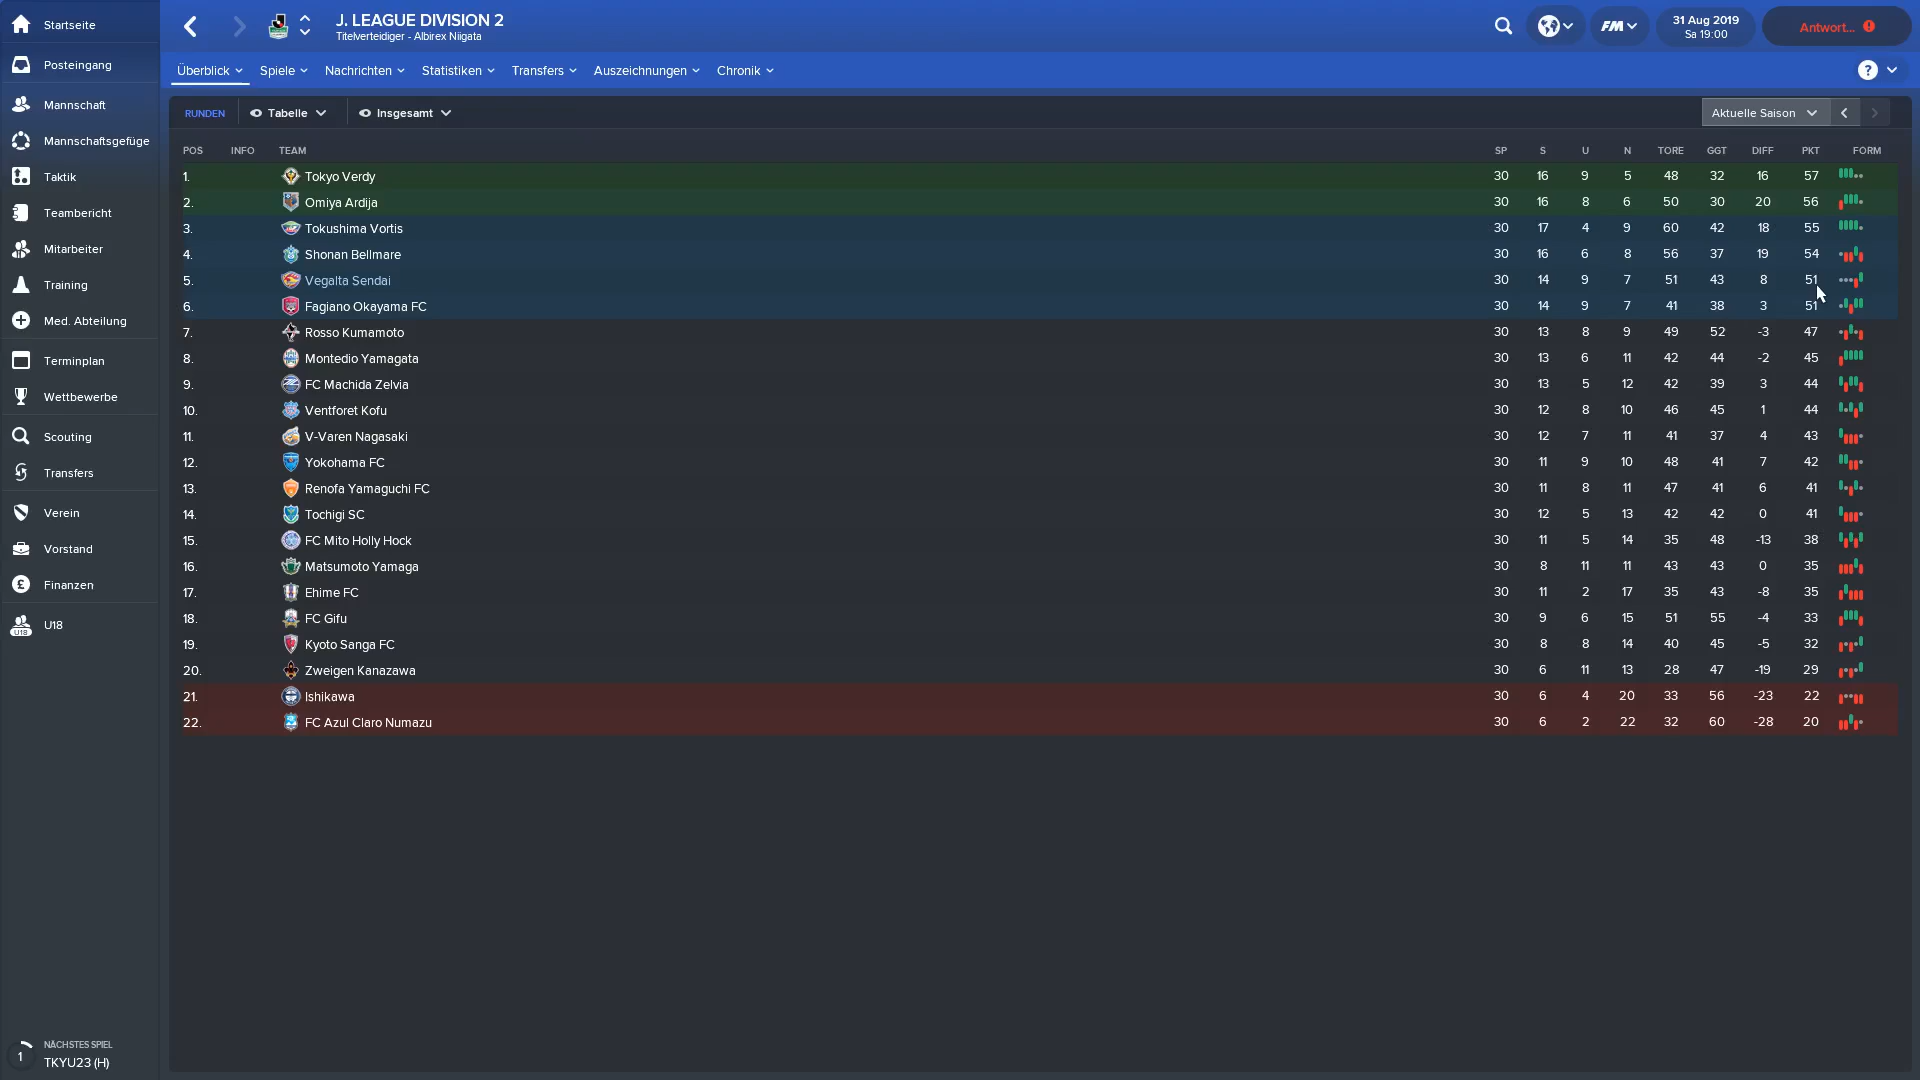 Startseite
Posteingang
Mannschaft
Mannschaftsgefüge
Taktik
Teambericht
Mitarbeiter
Training
Med. Abteilung
Terminplan
Wettbewerbe
Scouting
Transfers
Verein
Vorstand
Finanzen
U18
U18
1
NÄCHSTES SPIEL
TKYU23 (H)
J. LEAGUE DIVISION 2
Titelverteidiger - Albirex Niigata
FM
31 Aug 2019
Sa 19:00
Antwort...
Überblick Spiele Nachrichten Statistiken Transfers Auszeichnungen Chronik
RUNDEN Tabelle Insgesamt Aktuelle Saison
POS INFO TEAM SP S U N TORE GGT DIFF PKT FORM
1. Tokyo Verdy 30 16 9 5 48 32 16 57
2. Omiya Ardija 30 16 8 6 50 30 20 56
3. Tokushima Vortis 30 17 4 9 60 42 18 55
4. Shonan Bellmare 30 16 6 8 56 37 19 54
5. Vegalta Sendai 30 14 9 7 51 43 8 51
6. Fagiano Okayama FC 30 14 9 7 41 38 3 51
7. Rosso Kumamoto 30 13 8 9 49 52 -3 47
8. Montedio Yamagata 30 13 6 11 42 44 -2 45
9. FC Machida Zelvia 30 13 5 12 42 39 3 44
10. Ventforet Kofu 30 12 8 10 46 45 1 44
11. V-Varen Nagasaki 30 12 7 11 41 37 4 43
12. Yokohama FC 30 11 9 10 48 41 7 42
13. Renofa Yamaguchi FC 30 11 8 11 47 41 6 41
14. Tochigi SC 30 12 5 13 42 42 0 41
15. FC Mito Holly Hock 30 11 5 14 35 48 -13 38
16. Matsumoto Yamaga 30 8 11 11 43 43 0 35
17. Ehime FC 30 11 2 17 35 43 -8 35
18. FC Gifu 30 9 6 15 51 55 -4 33
19. Kyoto Sanga FC 30 8 8 14 40 45 -5 32
20. Zweigen Kanazawa 30 6 11 13 28 47 -19 29
21. Ishikawa 30 6 4 20 33 56 -23 22
22. FC Azul Claro Numazu 30 6 2 22 32 60 -28 20